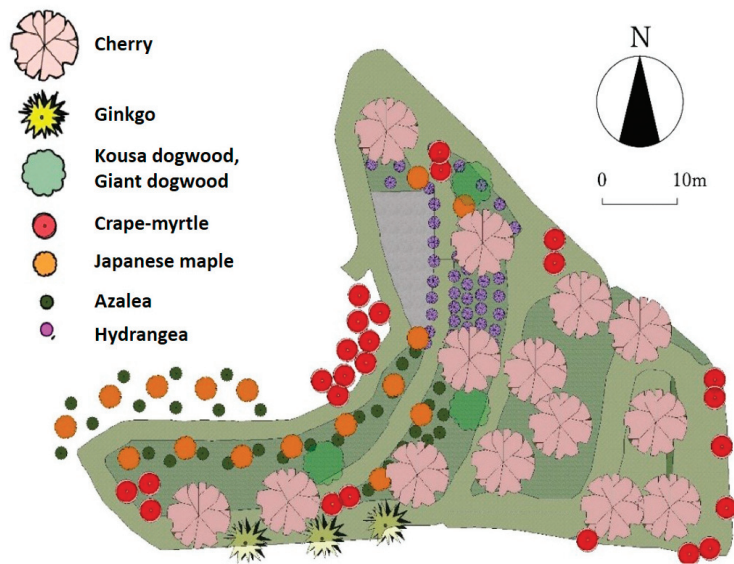 Cherry
Ginkgo
Kousa dogwood,
Giant dogwood
Crape-myrtle
Japanese maple
Azalea
Hydrangea
N
0 10m